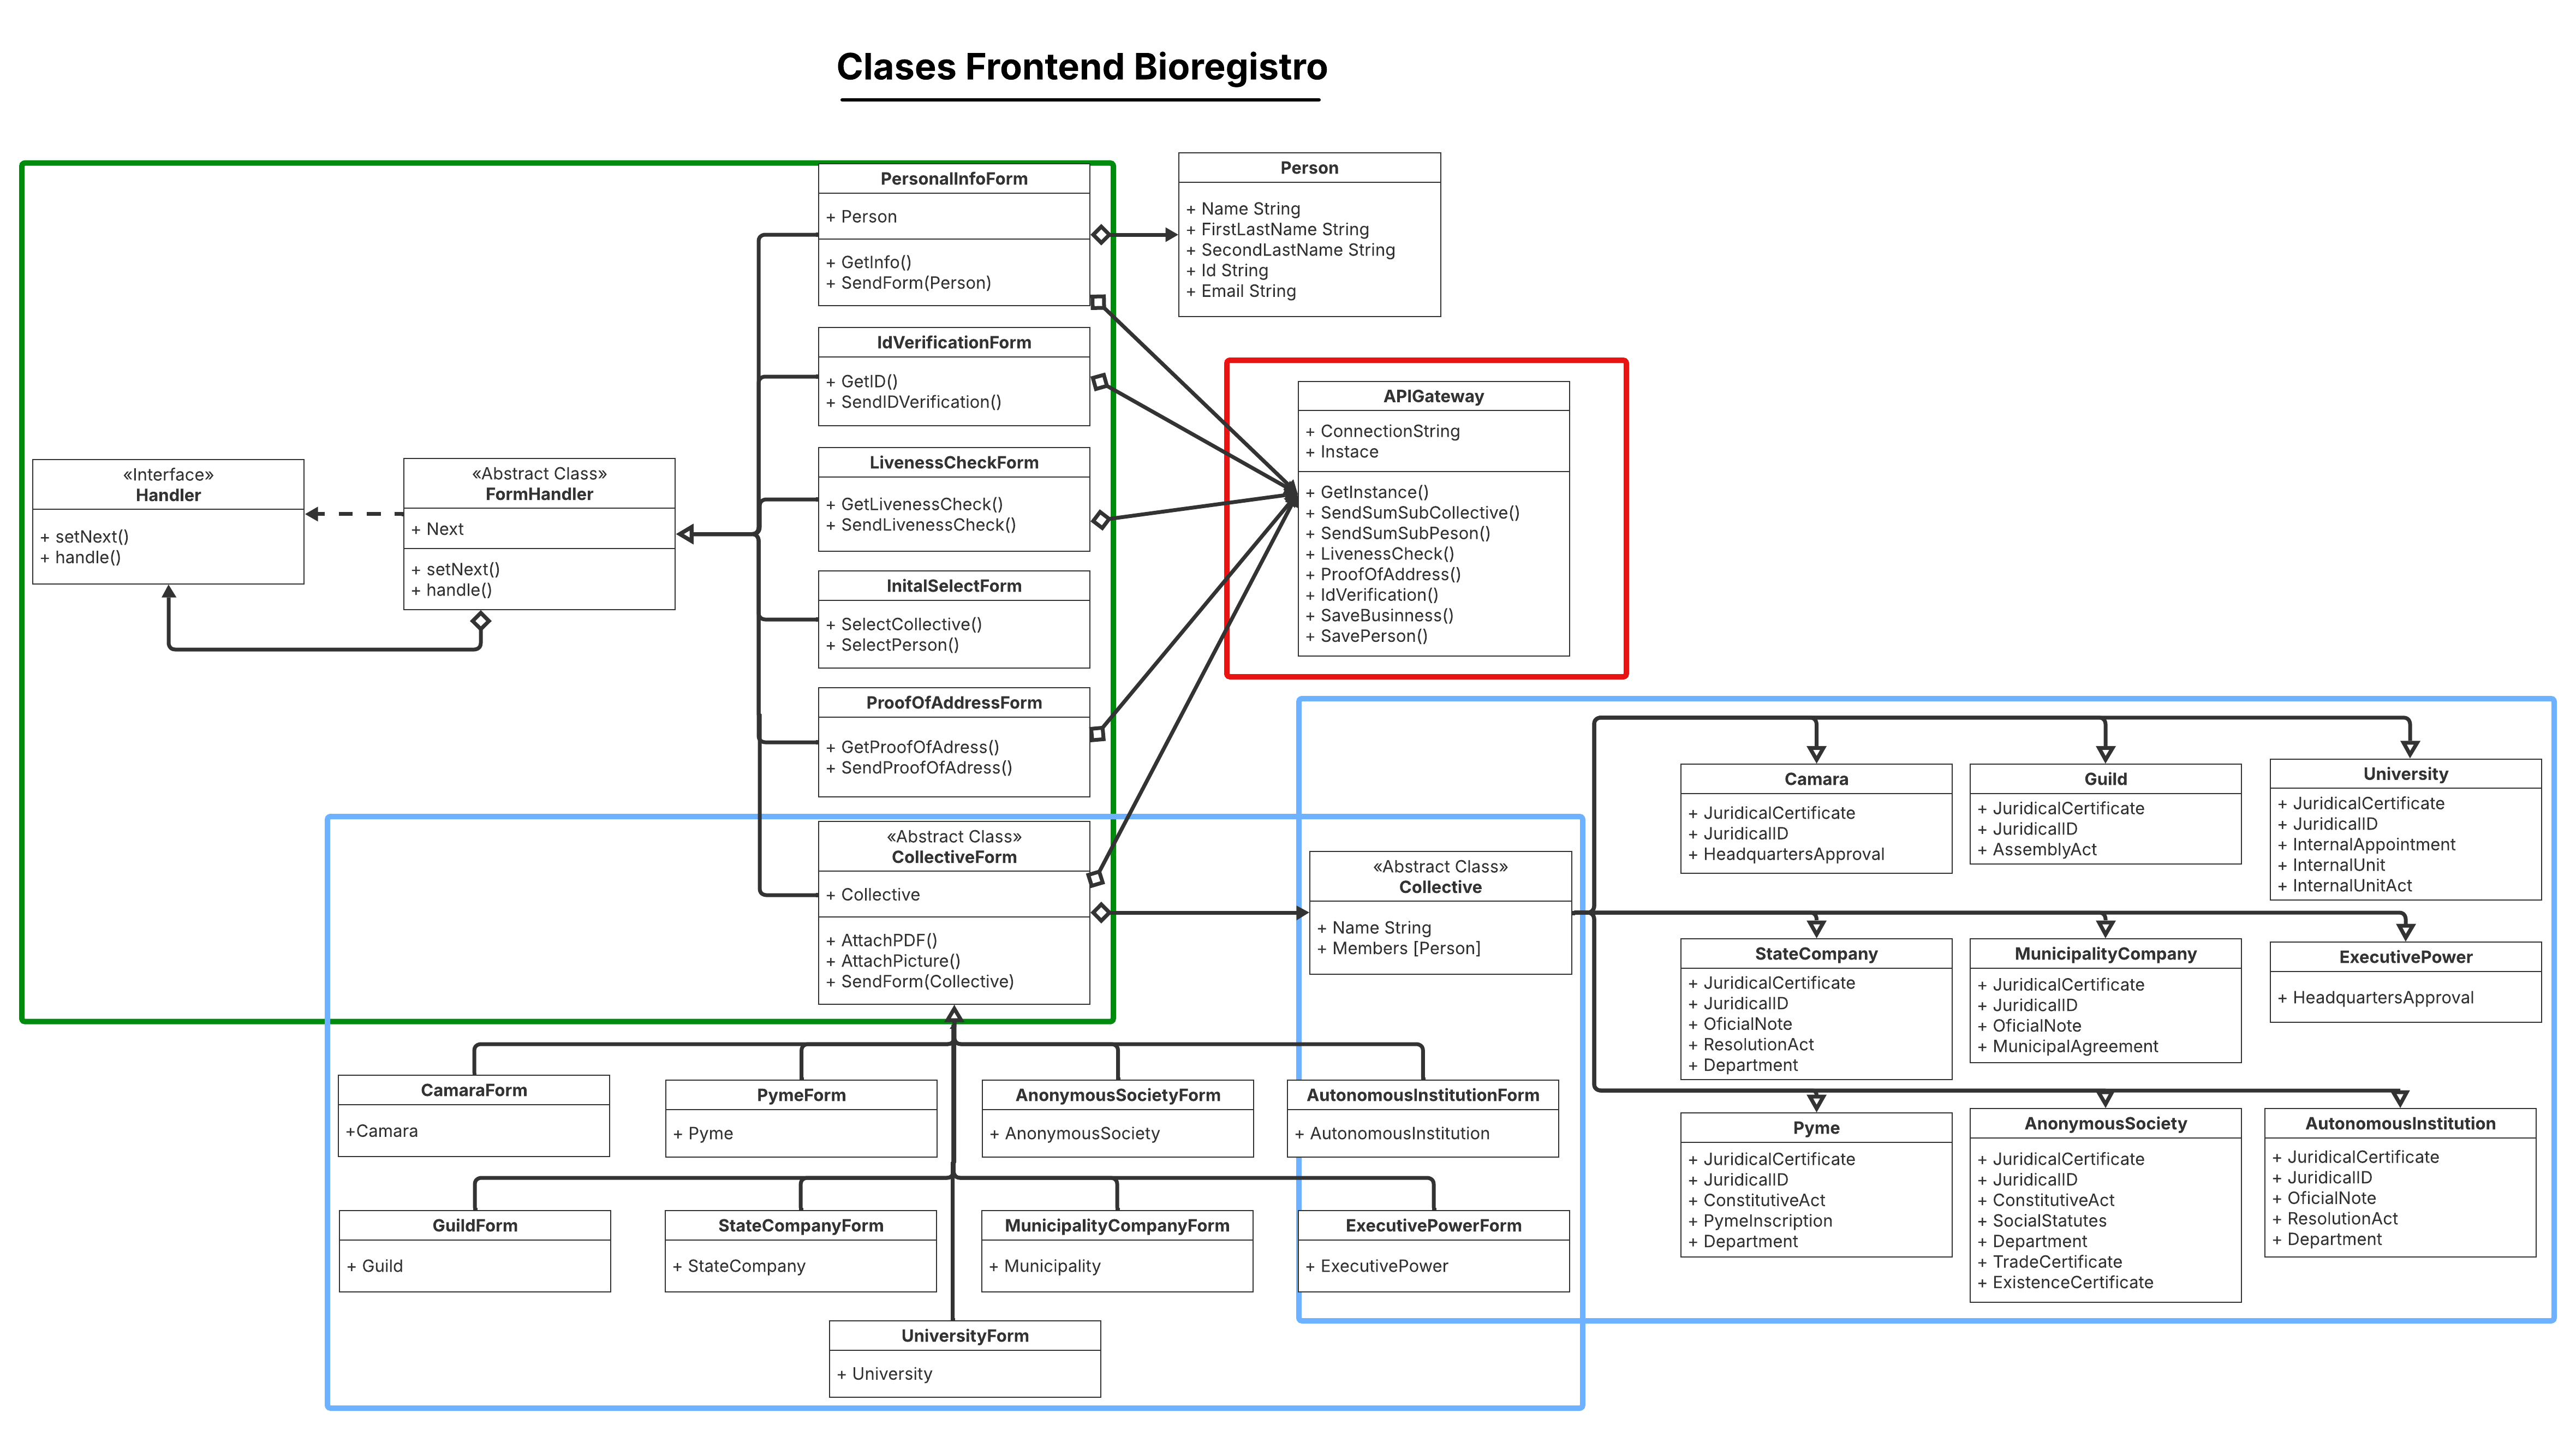 Clases Frontend Bioregistro
PersonalInfoForm
+ Person
+ GetInfo()
+ SendForm(Person)
Person
+ Name String
+ FirstLastName String
+ SecondLastName String
+ Id String
+ Email String
IdVerificationForm
+ GetID()
+ SendIDVerification()
APIGateway
+ ConnectionString
+ Instace
+ GetInstance()
+ SendSumSubCollective()
+ SendSumSubPeson()
+ LivenessCheck()
+ ProofOfAddress()
+ IdVerification()
+ SaveBusinness()
+ SavePerson()
«Interface»
Handler
+ setNext()
+ handle()
«Abstract Class»
FormHandler
+ Next
+ setNext()
+ handle()
LivenessCheckForm
+ GetLivenessCheck()
+ SendLivenessCheck()
InitalSelectForm
+ SelectCollective()
+ SelectPerson()
ProofOfAddressForm
+ GetProofOfAdress()
+ SendProofOfAdress()
«Abstract Class»
CollectiveForm
+ Collective
+ AttachPDF()
+ AttachPicture()
+ SendForm(Collective)
«Abstract Class»
Collective
+ Name String
+ Members [Person]
Camara
+ JuridicalCertificate
+ JuridicalID
+ HeadquartersApproval
Guild
+ JuridicalCertificate
+ JuridicalID
+ AssemblyAct
University
+ JuridicalCertificate
+ JuridicalID
+ InternalAppointment
+ InternalUnit
+ InternalUnitAct
StateCompany
+ JuridicalCertificate
+ JuridicalID
+ OficialNote
+ ResolutionAct
+ Department
MunicipalityCompany
+ JuridicalCertificate
+ JuridicalID
+ OficialNote
+ MunicipalAgreement
ExecutivePower
+ HeadquartersApproval
Pyme
+ JuridicalCertificate
+ JuridicalID
+ ConstitutiveAct
+ PymeInscription
+ Department
AnonymousSociety
+ JuridicalCertificate
+ JuridicalID
+ ConstitutiveAct
+ SocialStatutes
+ Department
+ TradeCertificate
+ ExistenceCertificate
AutonomousInstitution
+ JuridicalCertificate
+ JuridicalID
+ OficialNote
+ ResolutionAct
+ Department
CamaraForm
+Camara
PymeForm
+ Pyme
AnonymousSocietyForm
+ AnonymousSociety
AutonomousInstitutionForm
+ AutonomousInstitution
GuildForm
+ Guild
StateCompanyForm
+ StateCompany
MunicipalityCompanyForm
+ Municipality
ExecutivePowerForm
+ ExecutivePower
UniversityForm
+ University